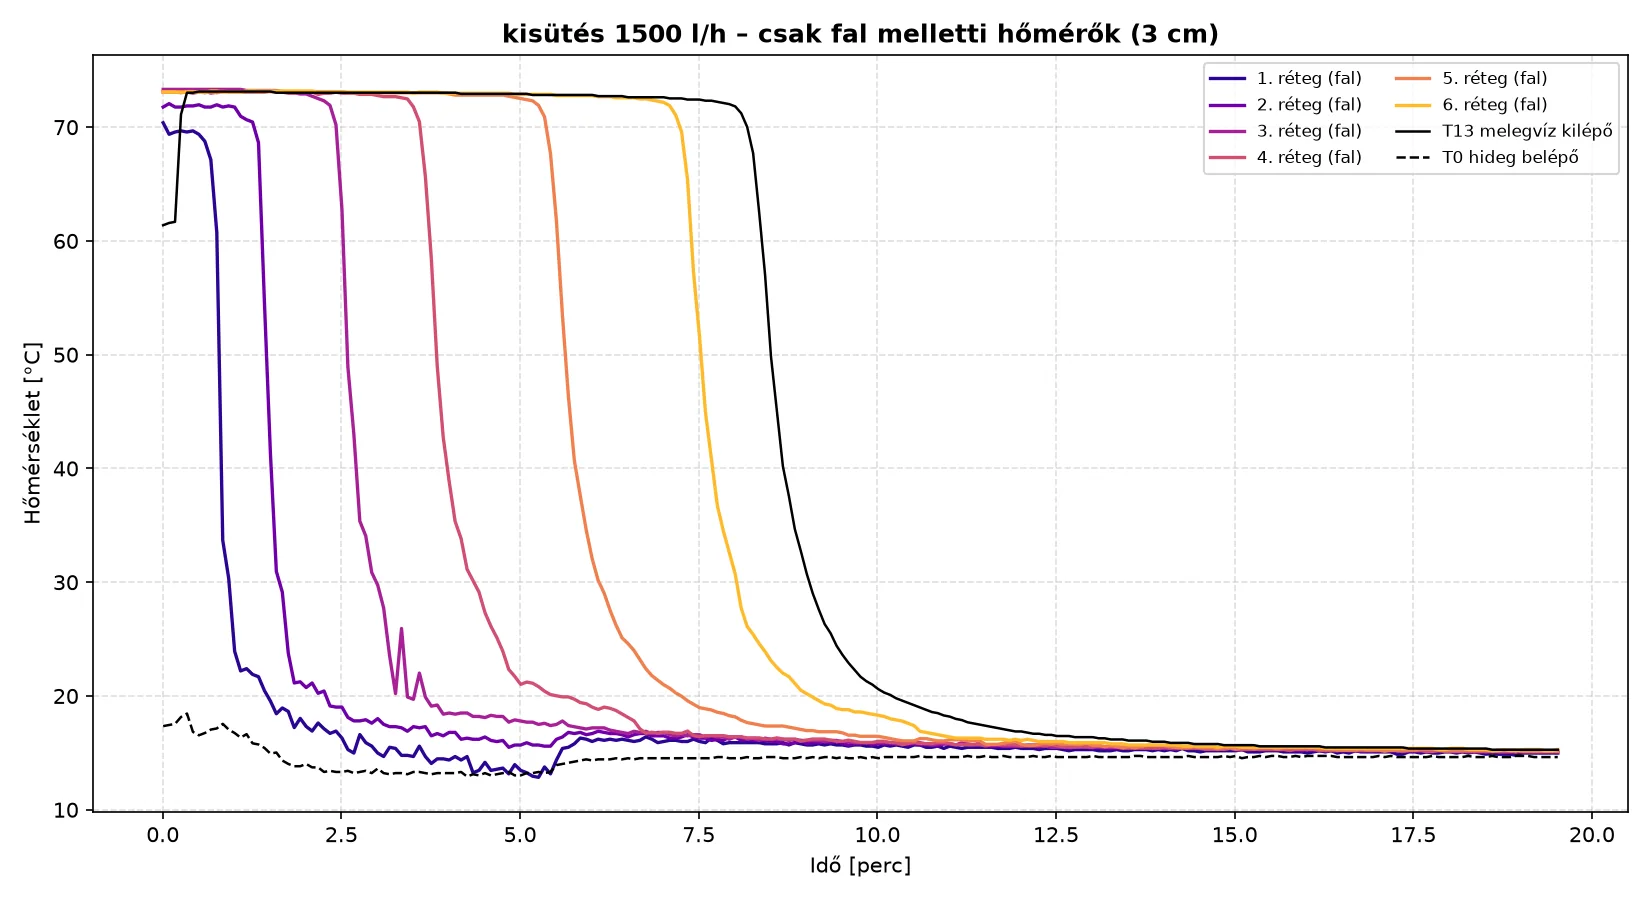 kisütés 1500 l/h – csak fal melletti hőmérők (3 cm)
1. réteg (fal)
2. réteg (fal)
3. réteg (fal)
4. réteg (fal)
5. réteg (fal)
6. réteg (fal)
T13 melegvíz kilépő
T0 hideg belépő
Hőmérséklet [°C]
70
60
50
40
30
20
10
0.0
2.5
5.0
7.5
10.0
12.5
15.0
17.5
20.0
Idő [perc]